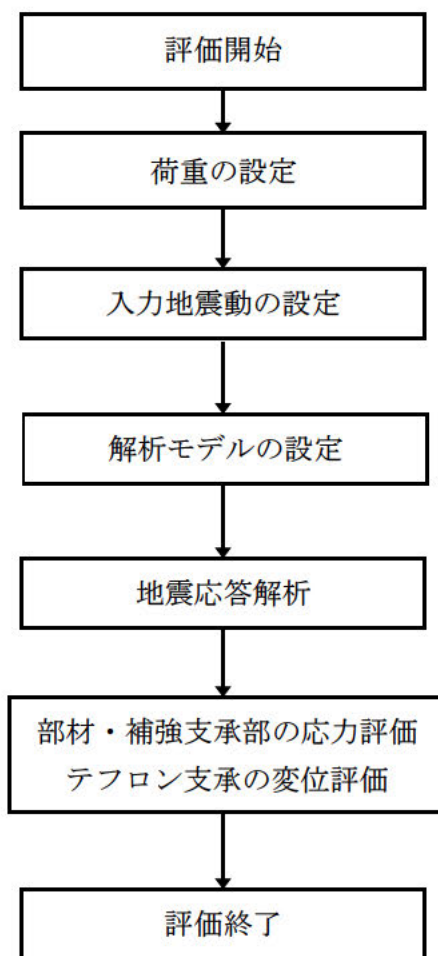 評価開始
荷重の設定
入力地震動の設定
解析モデルの設定
地震応答解析
部材・補強支承部の応力評価
テフロン支承の変位評価
評価終了